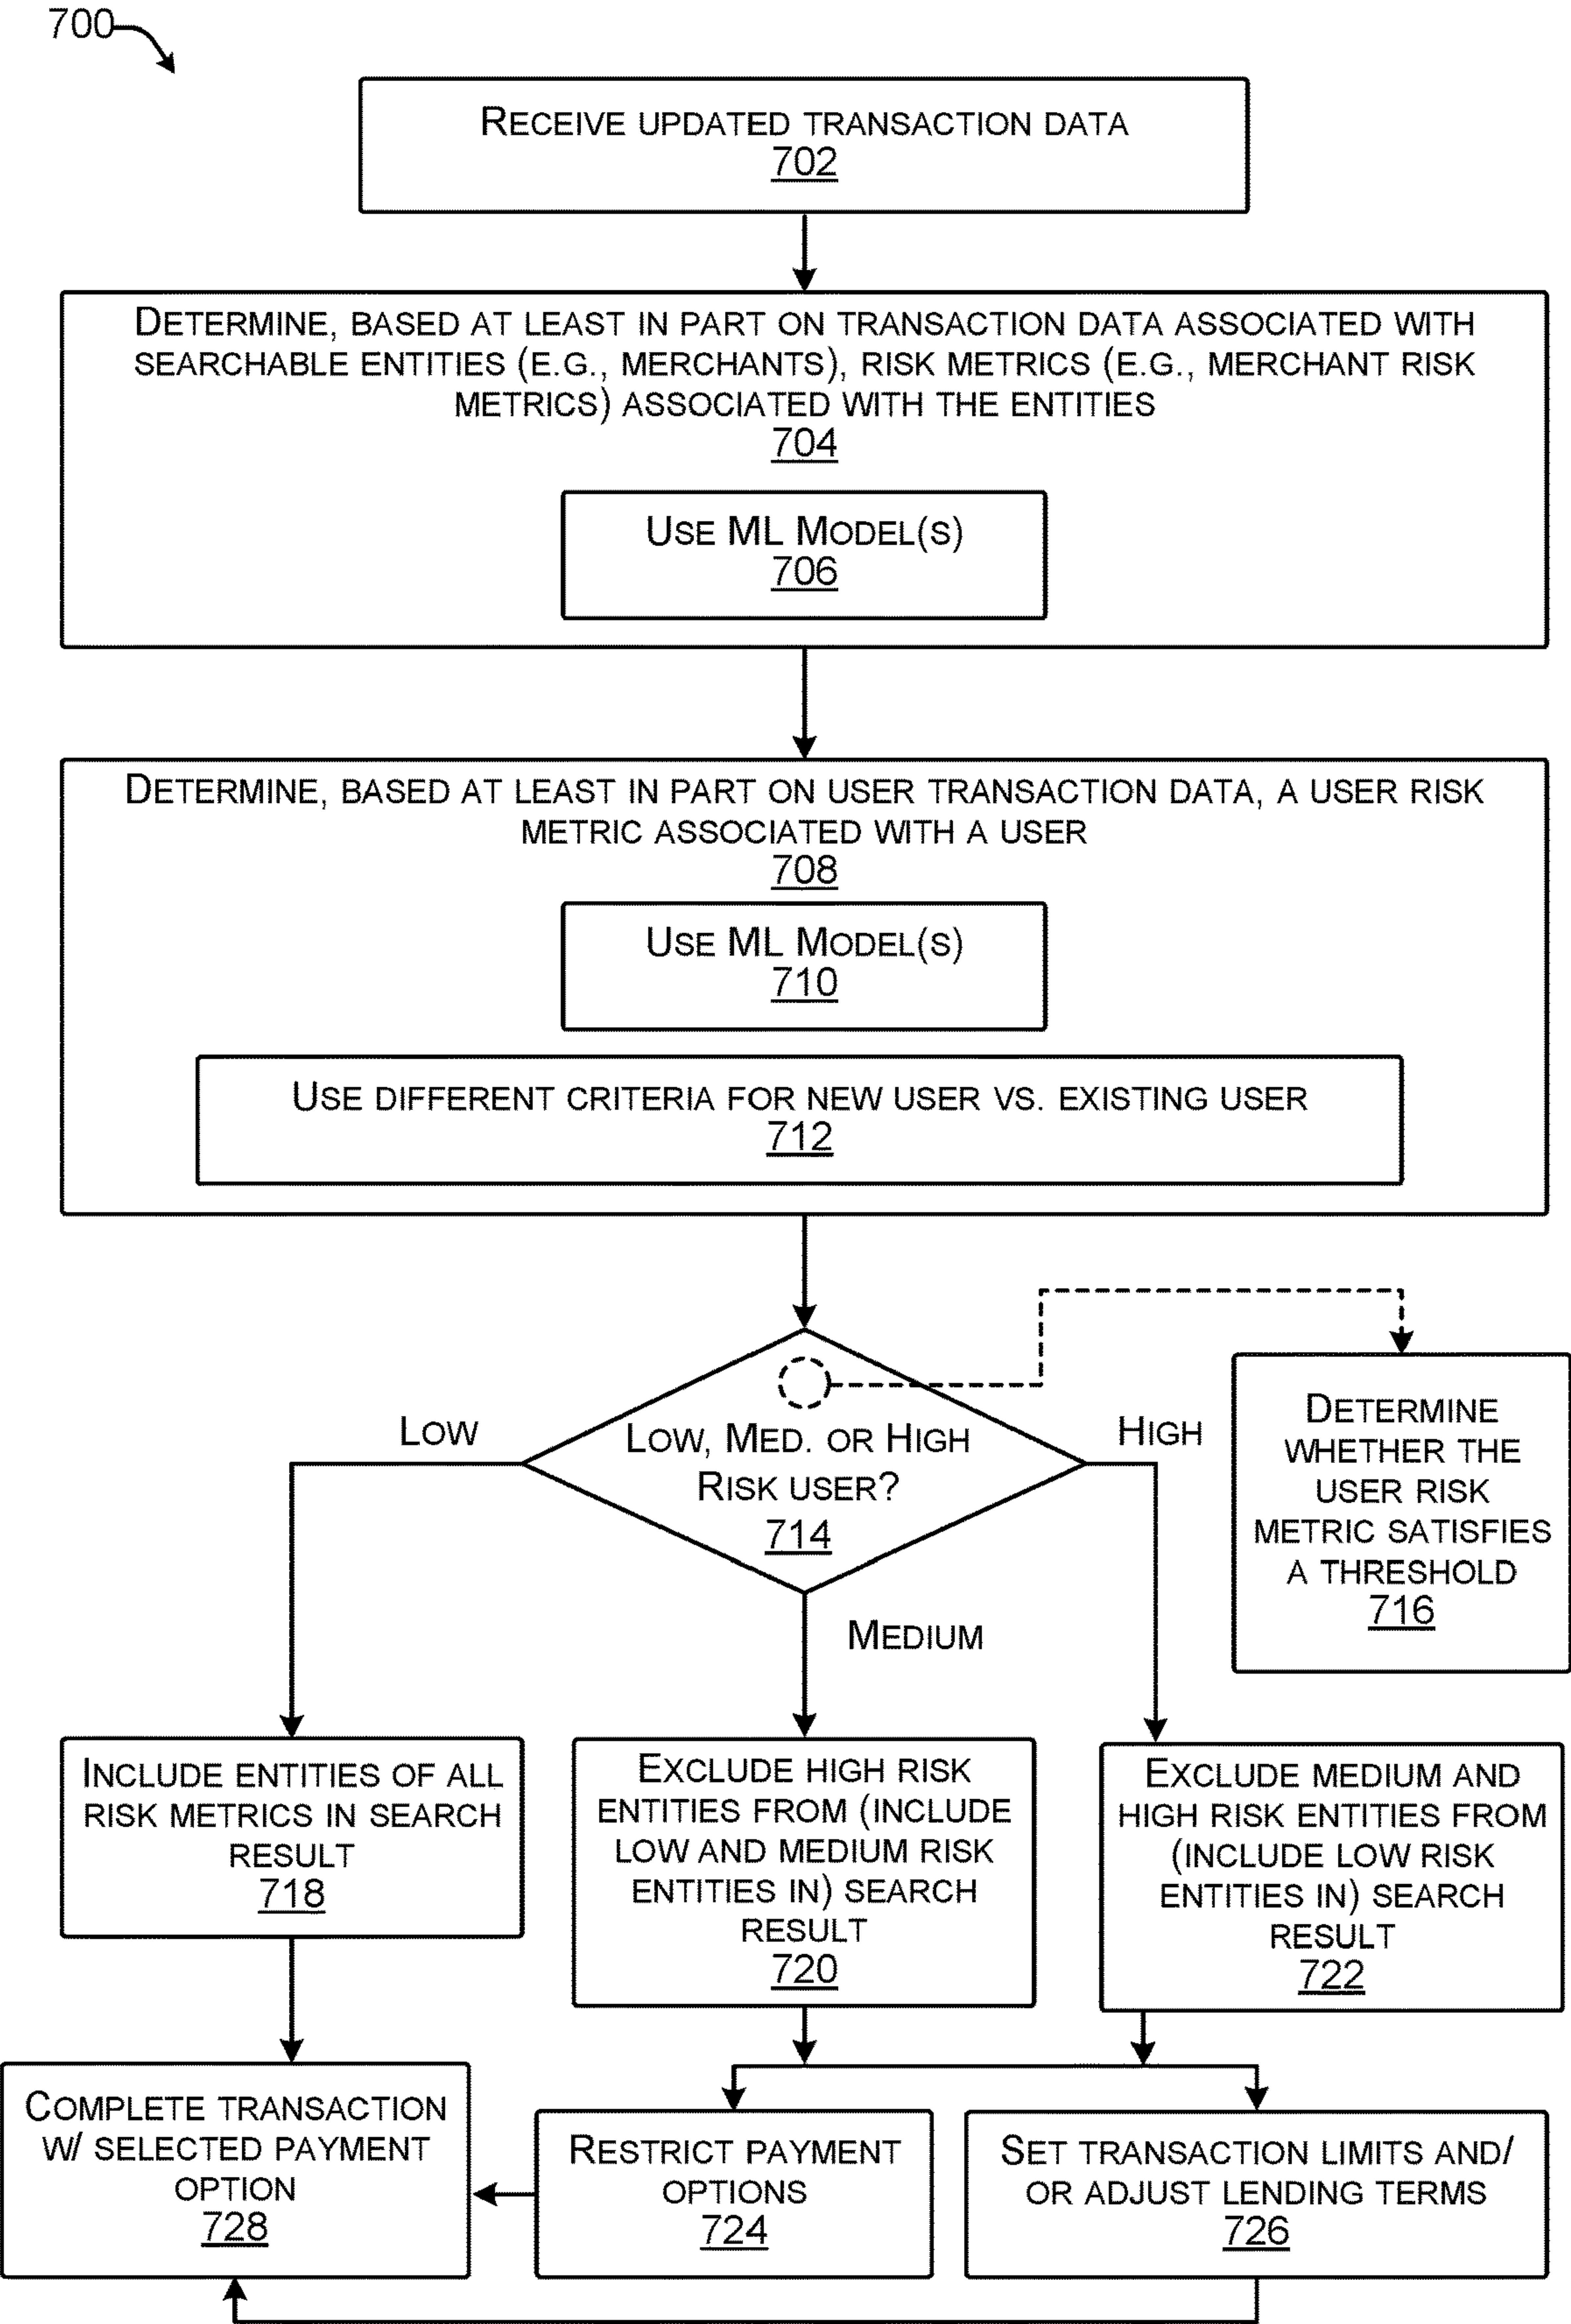 700
RECEIVE UPDATED TRANSACTION DATA
702
DETERMINE, BASED AT LEAST IN PART ON TRANSACTION DATA ASSOCIATED WITH
SEARCHABLE ENTITIES (E.G., MERCHANTS), RISK METRICS (E.G., MERCHANT RISK
METRICS) ASSOCIATED WITH THE ENTITIES
704
USE ML MODEL(S)
706
DETERMINE, BASED AT LEAST IN PART ON USER TRANSACTION DATA, A USER RISK
METRIC ASSOCIATED WITH A USER
708
USE ML MODEL(S)
710
USE DIFFERENT CRITERIA FOR NEW USER VS. EXISTING USER
712
LOW
LOW, MED. OR HIGH
RISK USER?
714
HIGH
MEDIUM
DETERMINE
WHETHER THE
USER RISK
METRIC SATISFIES
A THRESHOLD
716
INCLUDE ENTITIES OF ALL
RISK METRICS IN SEARCH
RESULT
718
EXCLUDE HIGH RISK
ENTITIES FROM (INCLUDE
LOW AND MEDIUM RISK
ENTITIES IN) SEARCH
RESULT
720
EXCLUDE MEDIUM AND
HIGH RISK ENTITIES FROM
(INCLUDE LOW RISK
ENTITIES IN) SEARCH
RESULT
722
COMPLETE TRANSACTION
W/ SELECTED PAYMENT
OPTION
728
RESTRICT PAYMENT
OPTIONS
724
SET TRANSACTION LIMITS AND/
OR ADJUST LENDING TERMS
726